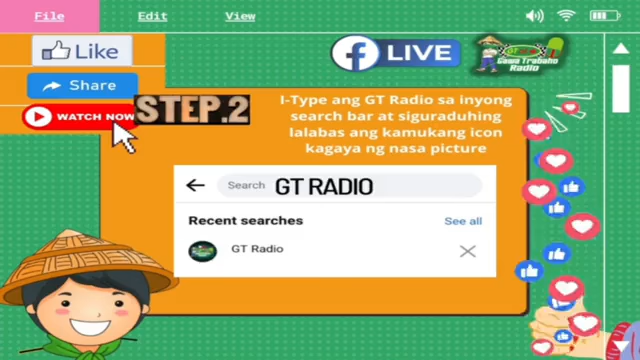 File Edit View
Like
Share
WATCH NOW
LIVE
Gawa Trabaho
Radio
STEP.2
I-Type ang GT Radio sa inyong
search bar at siguraduhing
lalabas ang kamukang icon
kagaya ng nasa picture
Search GT RADIO
Recent searches See all
GT Radio